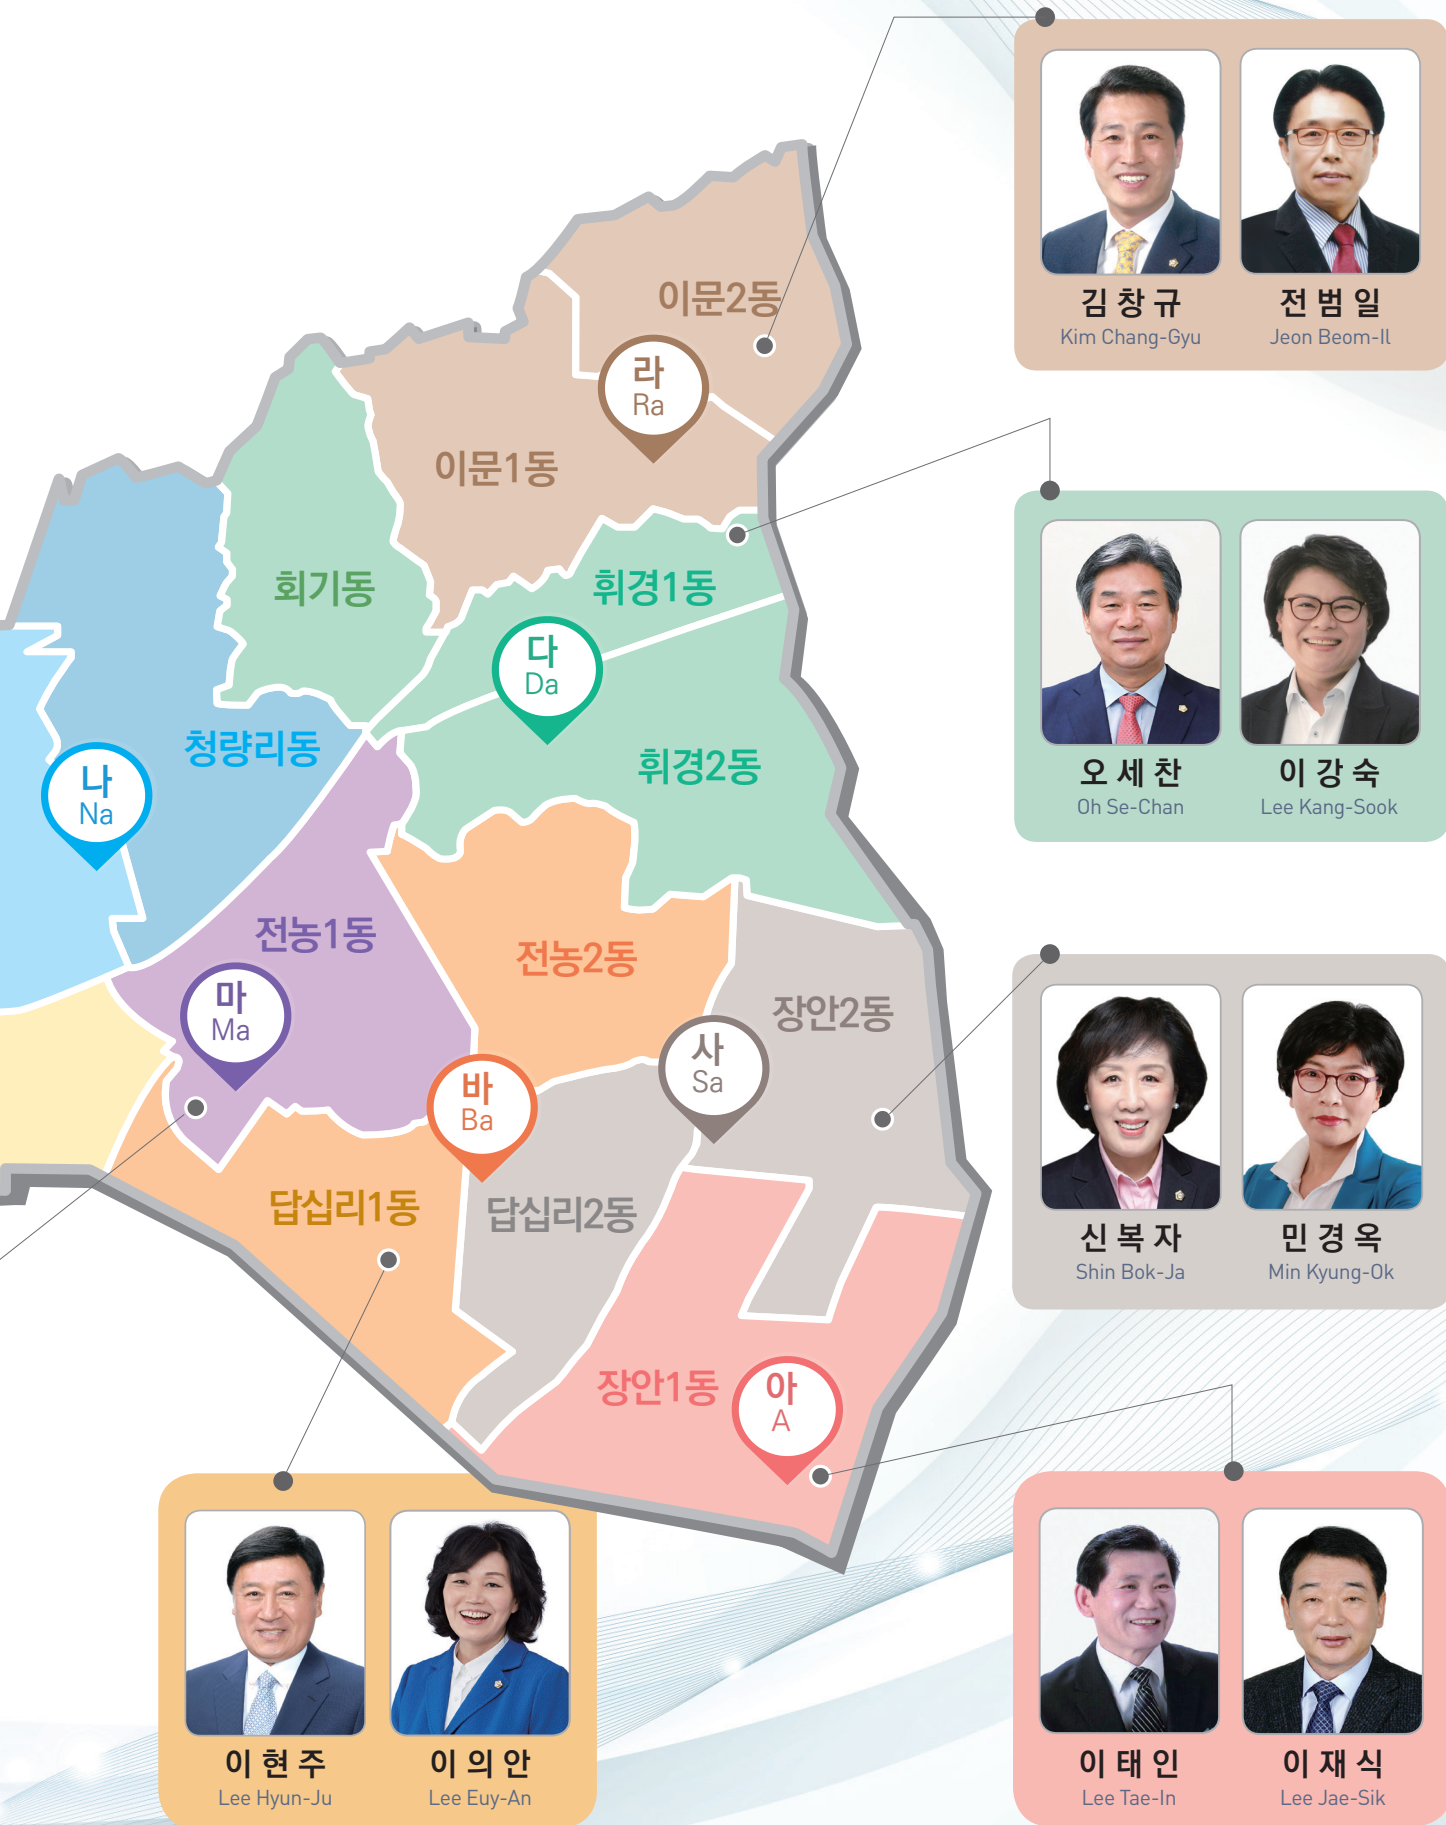 김창규
Kim Chang-Gyu
전범일
Jeon Beom-Il
이문2동
라
Ra
이문1동
회기동
휘경1동
다
Da
휘경2동
청량리동
나
Na
오세찬
Oh Se-Chan
이강숙
Lee Kang-Sook
전농1동
마
Ma
전농2동
바
Ba
사
Sa
장안2동
답십리1동
답십리2동
신복자
Shin Bok-Ja
민경옥
Min Kyung-Ok
장안1동
아
A
이현주
Lee Hyun-Ju
이의안
Lee Euy-An
이태인
Lee Tae-In
이재식
Lee Jae-Sik